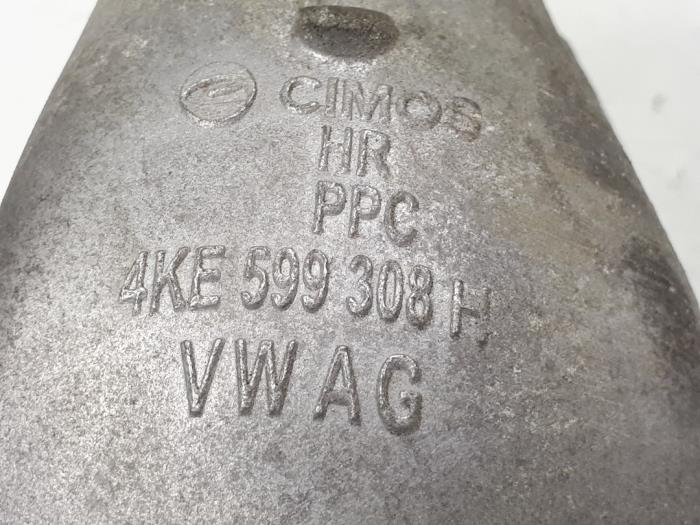 CIMOS
HR
PPC
4KE 599 308 H
VW AG